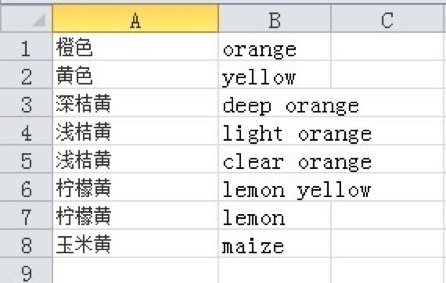 A B C
1 橙色 orange
2 黄色 yellow
3 深桔黄 deep orange
4 浅桔黄 light orange
5 浅桔黄 clear orange
6 柠檬黄 lemon yellow
7 柠檬黄 lemon
8 玉米黄 maize
9